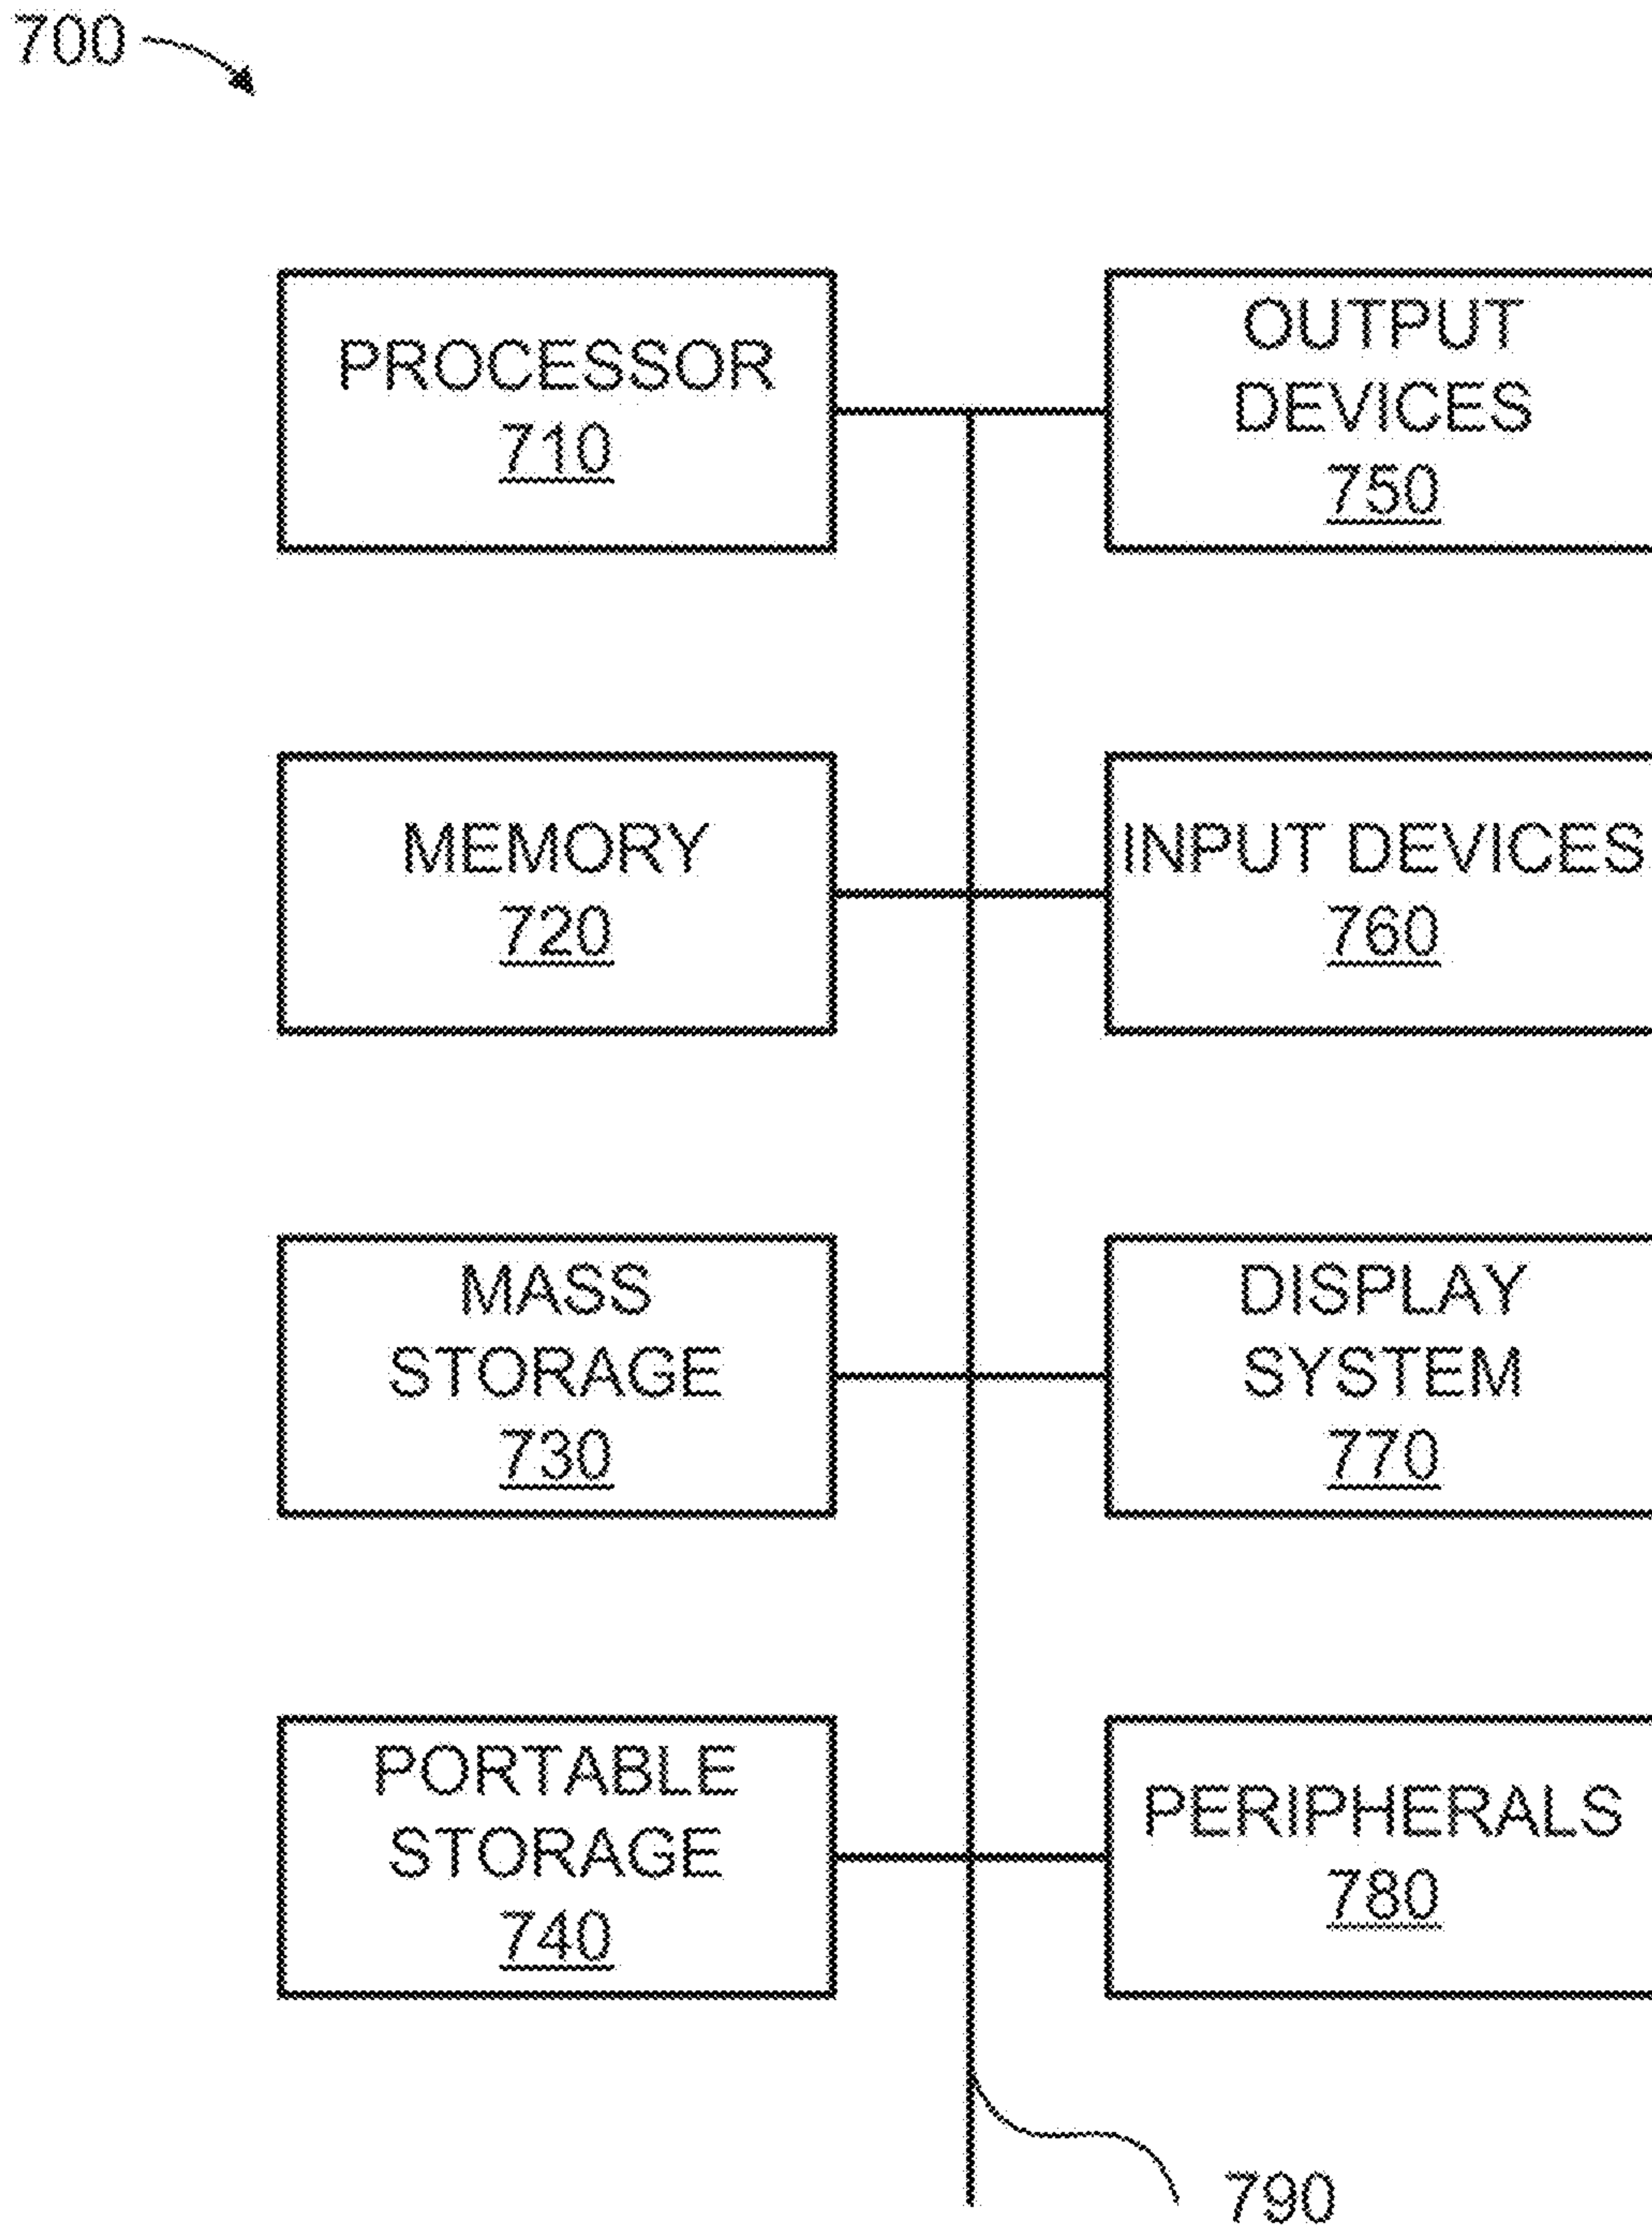 700
PROCESSOR
710
OUTPUT
DEVICES
750
MEMORY
720
INPUT DEVICES
760
MASS
STORAGE
730
DISPLAY
SYSTEM
770
PORTABLE
STORAGE
740
PERIPHERALS
780
790